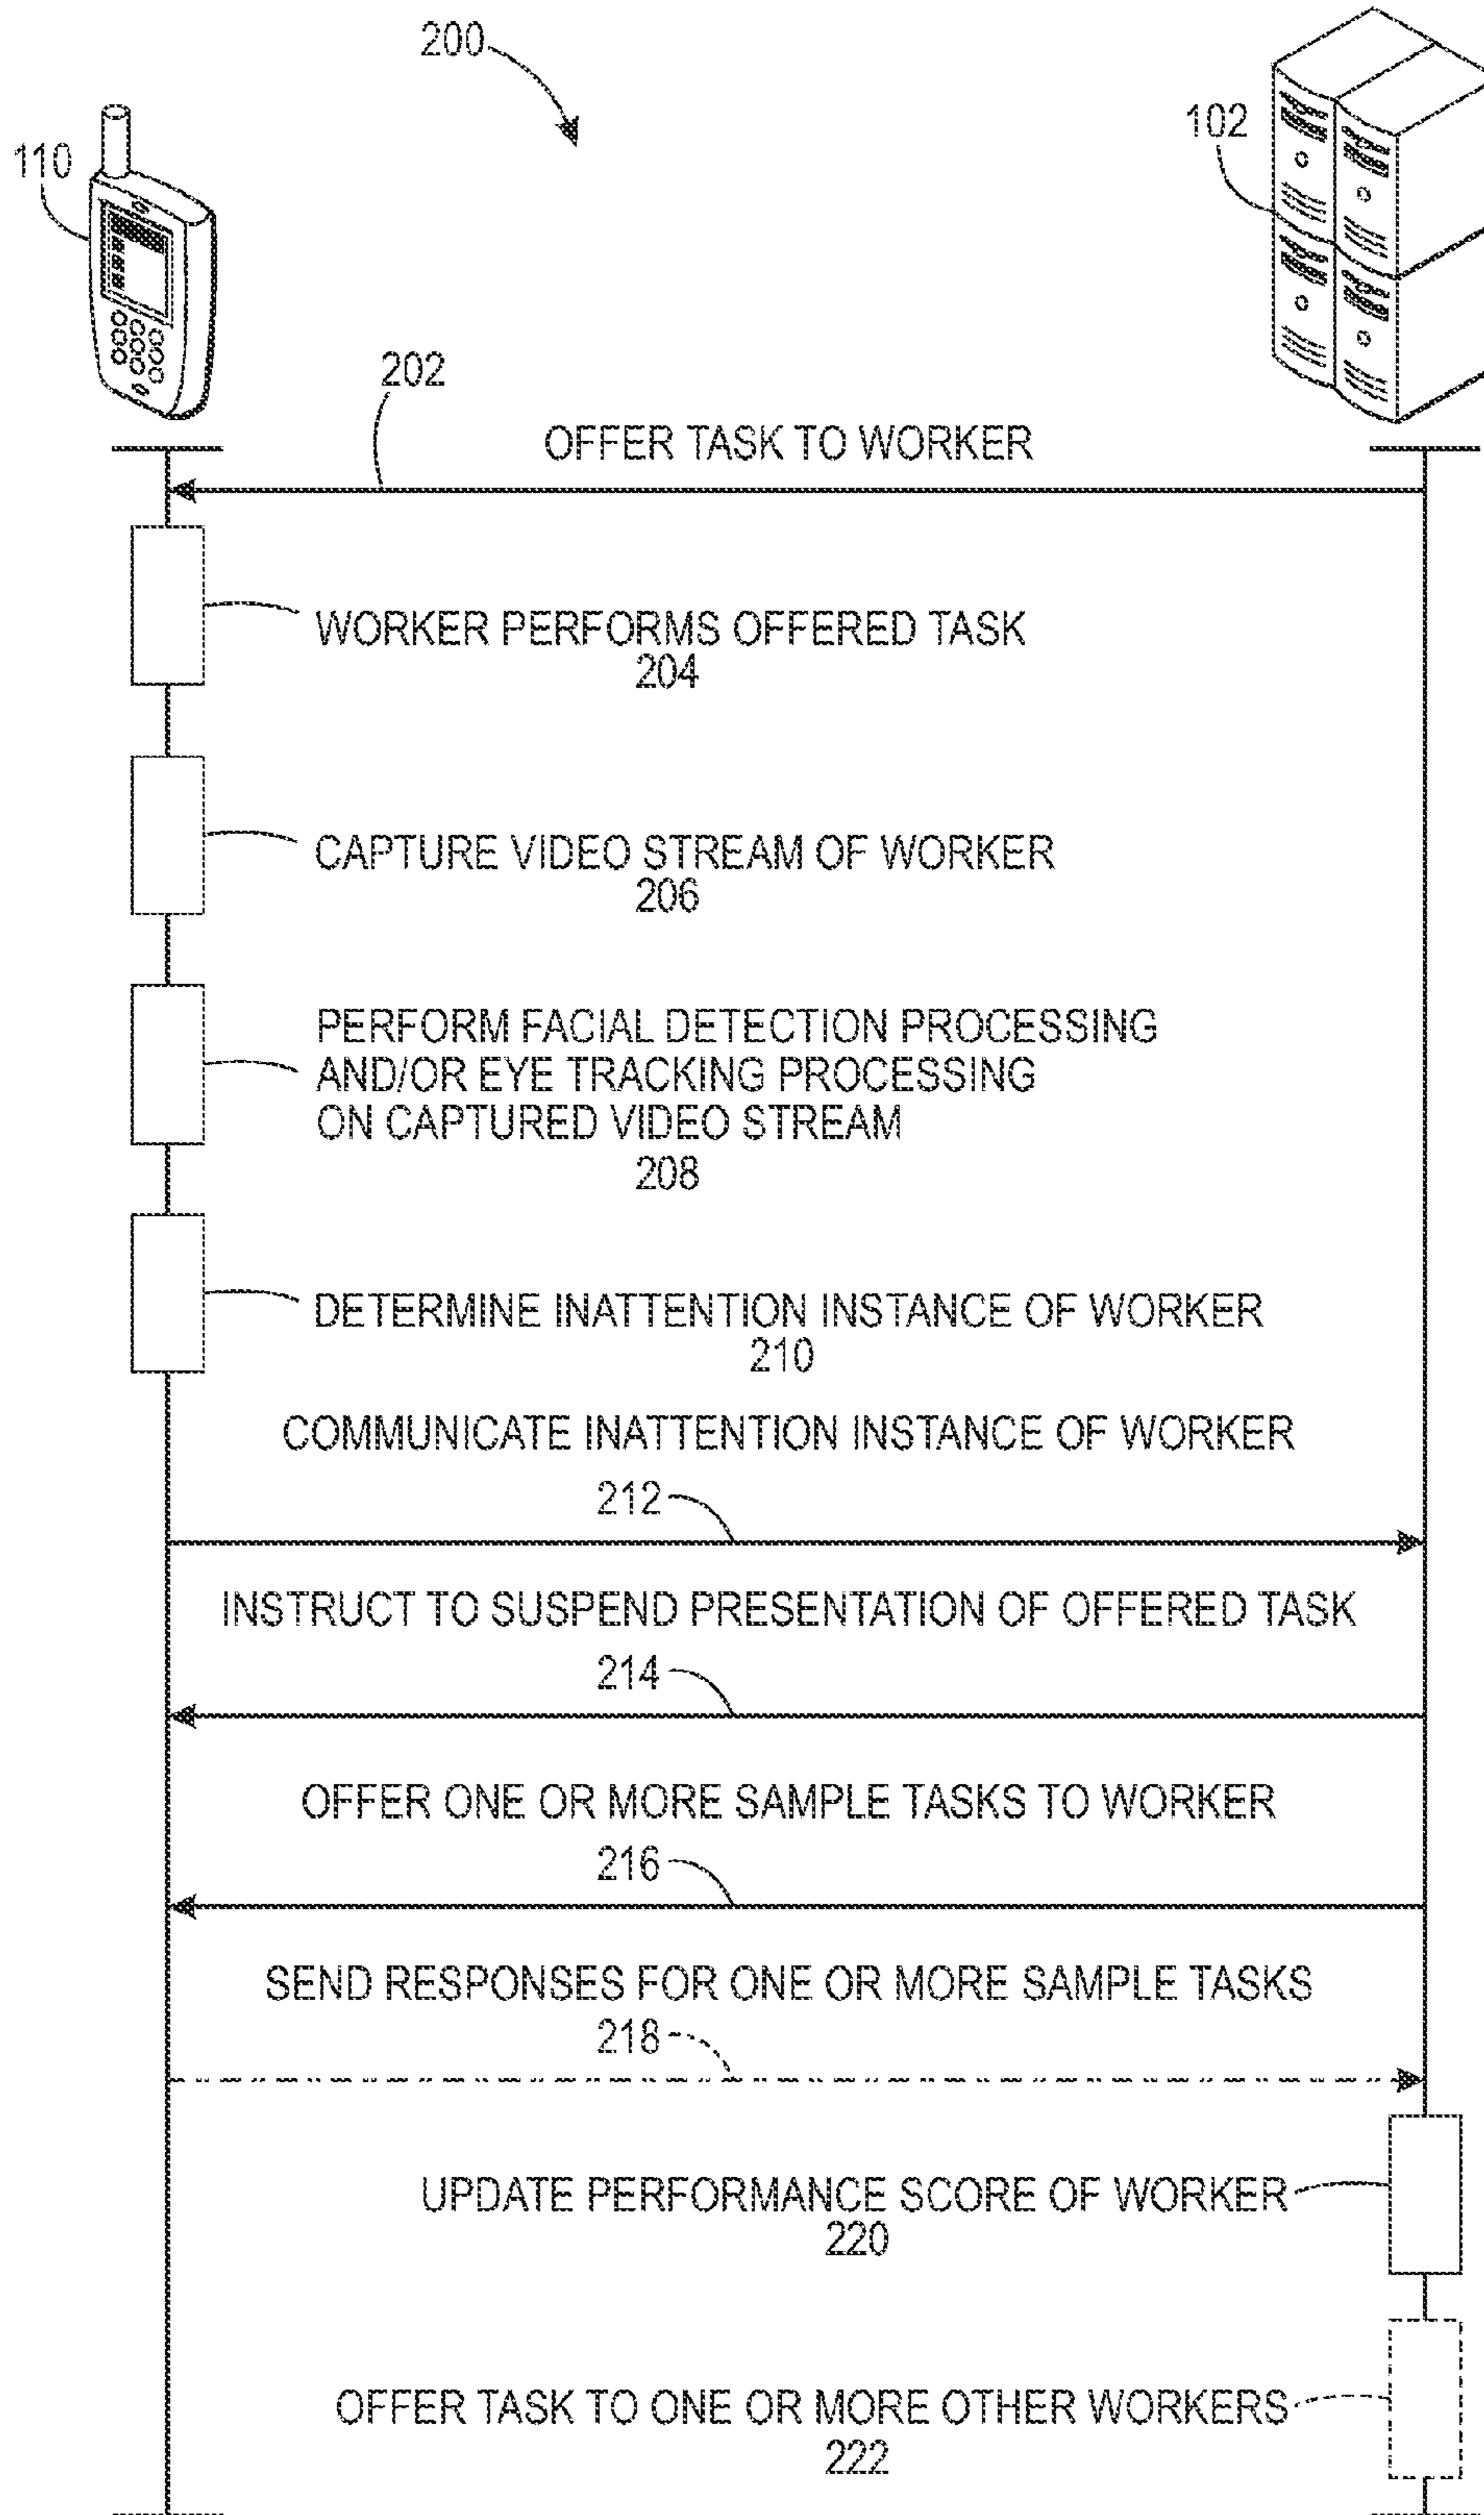 200
110
102
202
OFFER TASK TO WORKER
WORKER PERFORMS OFFERED TASK
204
CAPTURE VIDEO STREAM OF WORKER
206
PERFORM FACIAL DETECTION PROCESSING
AND/OR EYE TRACKING PROCESSING
ON CAPTURED VIDEO STREAM
208
DETERMINE INATTENTION INSTANCE OF WORKER
210
COMMUNICATE INATTENTION INSTANCE OF WORKER
212
INSTRUCT TO SUSPEND PRESENTATION OF OFFERED TASK
214
OFFER ONE OR MORE SAMPLE TASKS TO WORKER
216
SEND RESPONSES FOR ONE OR MORE SAMPLE TASKS
218
UPDATE PERFORMANCE SCORE OF WORKER
220
OFFER TASK TO ONE OR MORE OTHER WORKERS
222